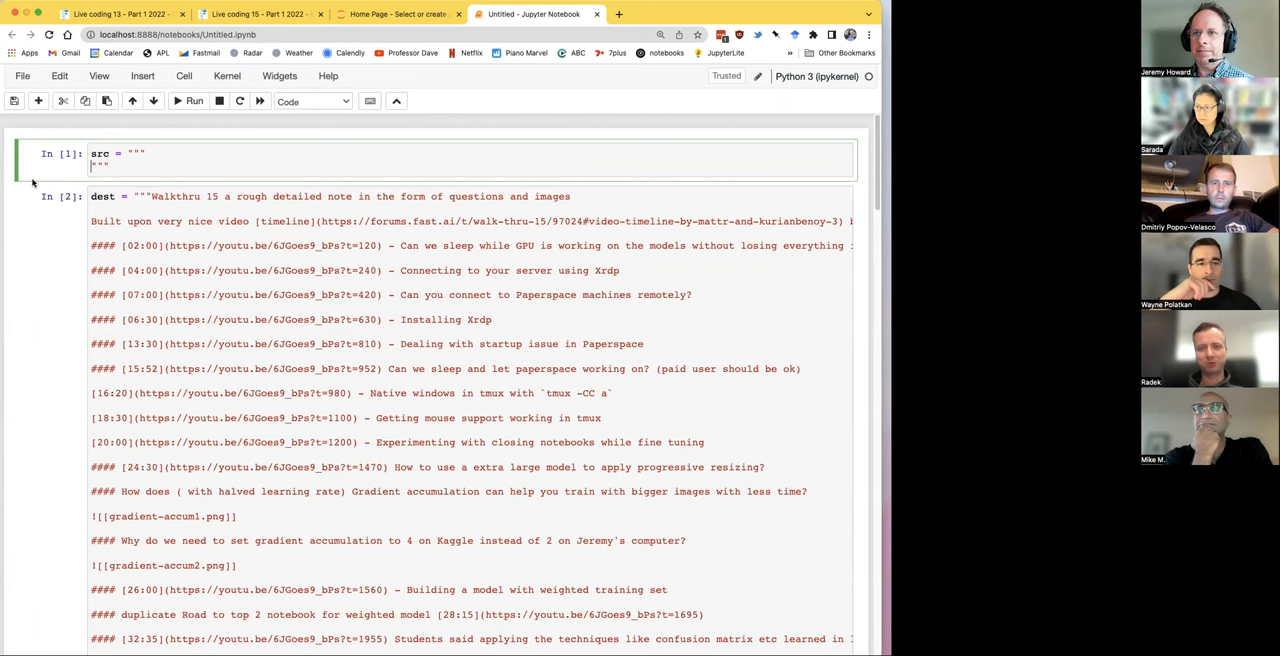 Live coding 13 - Part 1 2022 -
Live coding 15 - Part 1 2022 - 
Home Page - Select or create
Untitled - Jupyter Notebook
localhost:8888/notebooks/Untitled.ipynb
Apps Gmail Calendar APL Fastmail Radar Weather Calendly Professor Dave Netflix Piano Marvel ABC 7plus notebooks JupyterLite » Other Bookmarks
File Edit View Insert Cell Kernel Widgets Help Trusted Python 3 (ipykernel)
Run Code
In [1]: src = """
"""
In [2]: dest = """Walkthru 15 a rough detailed note in the form of questions and images
Built upon very nice video [timeline](https://forums.fast.ai/t/walk-thru-15/97024#video-timeline-by-mattr-and-kurianbenoy-3)
#### [02:00](https://youtu.be/6JGoes9_bPs?t=120) - Can we sleep while GPU is working on the models without losing everything
#### [04:00](https://youtu.be/6JGoes9_bPs?t=240) - Connecting to your server using Xrdp
#### [07:00](https://youtu.be/6JGoes9_bPs?t=420) - Can you connect to Paperspace machines remotely?
#### [06:30](https://youtu.be/6JGoes9_bPs?t=630) - Installing Xrdp
#### [13:30](https://youtu.be/6JGoes9_bPs?t=810) - Dealing with startup issue in Paperspace
#### [15:52](https://youtu.be/6JGoes9_bPs?t=952) Can we sleep and let paperspace working on? (paid user should be ok)
[16:20](https://youtu.be/6JGoes9_bPs?t=980) - Native windows in tmux with `tmux -CC a`
[18:30](https://youtu.be/6JGoes9_bPs?t=1100) - Getting mouse support working in tmux
[20:00](https://youtu.be/6JGoes9_bPs?t=1200) - Experimenting with closing notebooks while fine tuning
#### [24:30](https://youtu.be/6JGoes9_bPs?t=1470) How to use a extra large model to apply progressive resizing?
#### How does ( with halved learning rate) Gradient accumulation can help you train with bigger images with less time?
![[gradient-accum1.png]]
#### Why do we need to set gradient accumulation to 4 on Kaggle instead of 2 on Jeremy's computer?
![[gradient-accum2.png]]
#### [26:00](https://youtu.be/6JGoes9_bPs?t=1560) - Building a model with weighted training set
#### duplicate Road to top 2 notebook for weighted model [28:15](https://youtu.be/6JGoes9_bPs?t=1695)
#### [32:35](https://youtu.be/6JGoes9_bPs?t=1955) Students said applying the techniques like confusion matrix etc learned in
Jeremy Howard
Sarada
Dmitriy Popov-Velasco
Wayne Polatkan
Radek
Mike M.